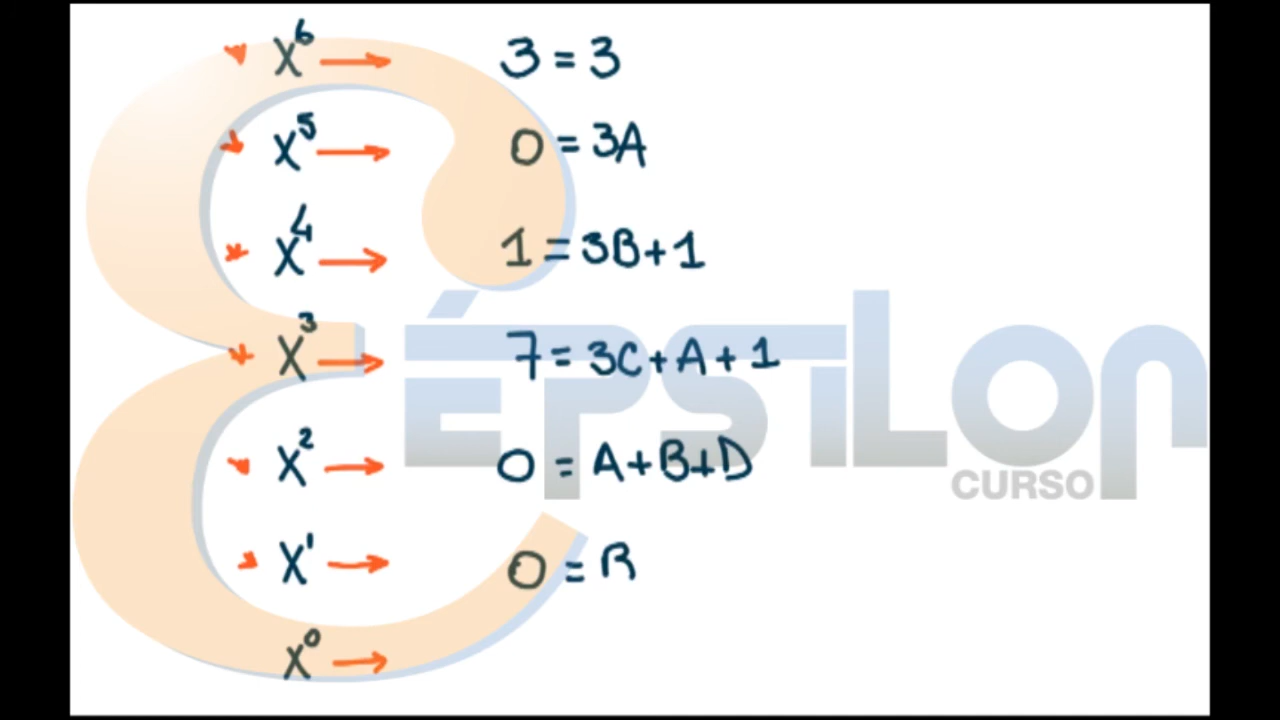 X⁶ → 3 = 3
X⁵ → 0 = 3A
X⁴ → 1 = 3B + 1
X³ → 7 = 3C + A + 1
ÉPSILON
X² → 0 = A + B + D
CURSO
X¹ → 0 = B
X⁰ →